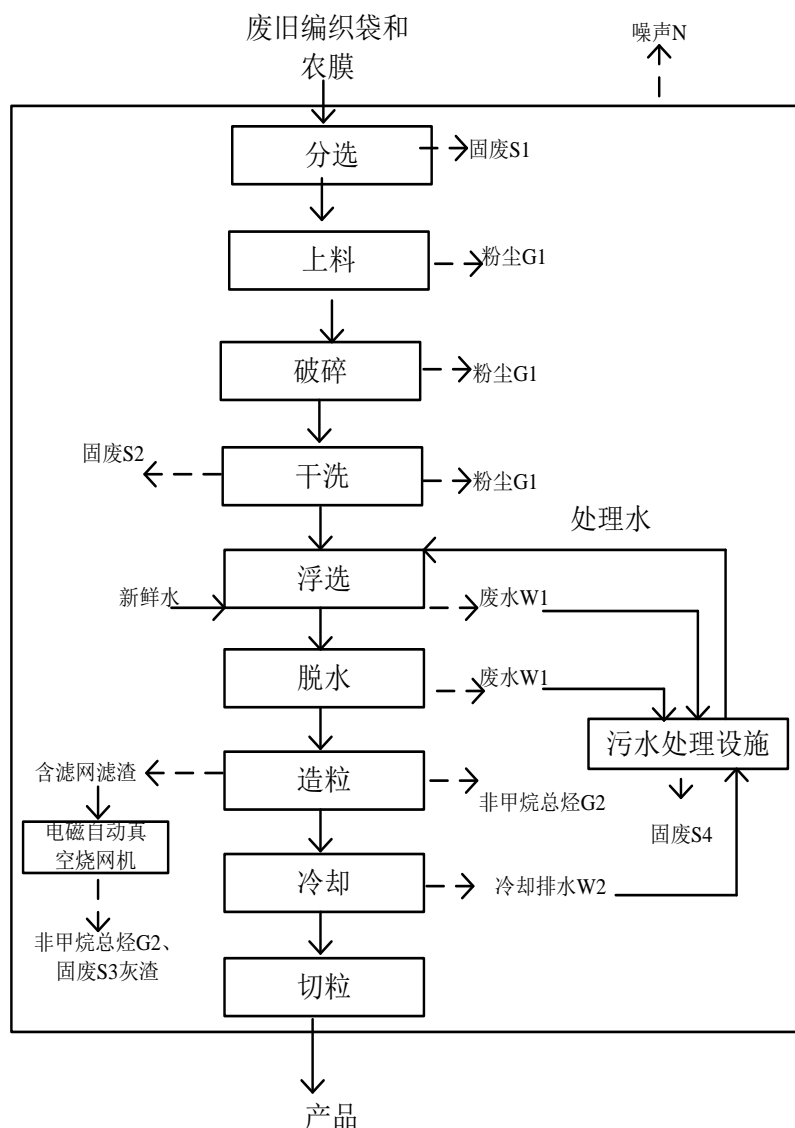 废旧编织袋和
农膜
噪声N
分选
固废S1
上料
粉尘G1
破碎
粉尘G1
固废S2
干洗
粉尘G1
处理水
浮选
新鲜水
废水W1
脱水
废水W1
污水处理设施
含滤网滤渣
造粒
非甲烷总烃G2
固废S4
电磁自动真
空烧网机
冷却
冷却排水W2
非甲烷总烃G2、
固废S3灰渣
切粒
产品